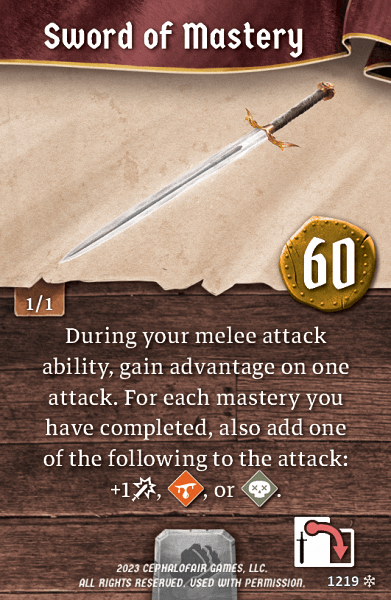 Sword of Mastery
60
1/1
During your melee attack
ability, gain advantage on one
attack. For each mastery you
have completed, also add one
of the following to the attack:
+1, , or .
2023 CEPHALOFAIR GAMES, LLC.
ALL RIGHTS RESERVED. USED WITH PERMISSION.
1219